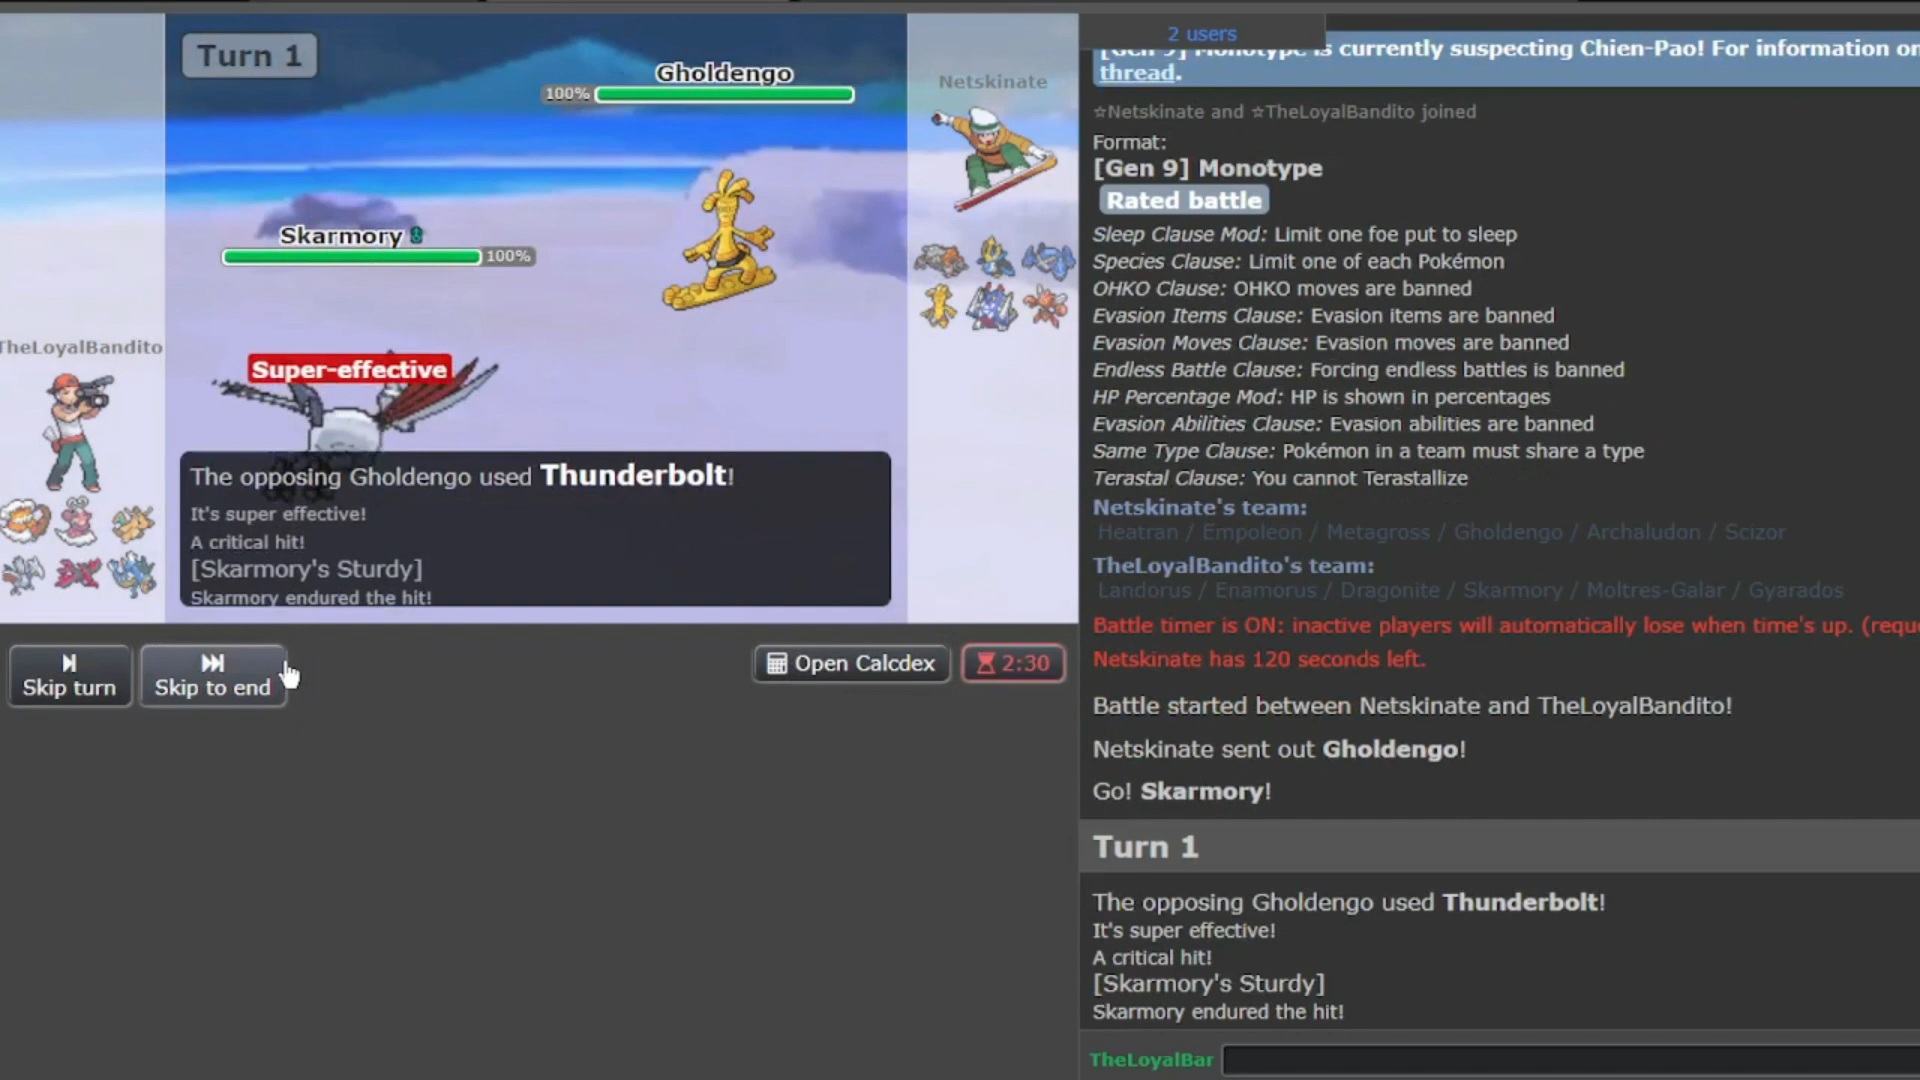 Turn 1
Gholdengo
100%
Skarmory
100%
Super-effective
The opposing Gholdengo used Thunderbolt!
It's super effective!
A critical hit!
[Skarmory's Sturdy]
Skarmory endured the hit!
TheLoyalBandito
Netskinate
Skip turn
Skip to end
Open Calcdex
2:30
2 users
[Gen 9] Monotype is currently suspecting Chien-Pao! For information on
thread.
☆Netskinate and ☆TheLoyalBandito joined
Format:
[Gen 9] Monotype
Rated battle
Sleep Clause Mod: Limit one foe put to sleep
Species Clause: Limit one of each Pokémon
OHKO Clause: OHKO moves are banned
Evasion Items Clause: Evasion items are banned
Evasion Moves Clause: Evasion moves are banned
Endless Battle Clause: Forcing endless battles is banned
HP Percentage Mod: HP is shown in percentages
Evasion Abilities Clause: Evasion abilities are banned
Same Type Clause: Pokémon in a team must share a type
Terastal Clause: You cannot Terastallize
Netskinate's team:
Heatran / Empoleon / Metagross / Gholdengo / Archaludon / Scizor
TheLoyalBandito's team:
Landorus / Enamorus / Dragonite / Skarmory / Moltres-Galar / Gyarados
Battle timer is ON: inactive players will automatically lose when time's up. (requ
Netskinate has 120 seconds left.
Battle started between Netskinate and TheLoyalBandito!
Netskinate sent out Gholdengo!
Go! Skarmory!
Turn 1
The opposing Gholdengo used Thunderbolt!
It's super effective!
A critical hit!
[Skarmory's Sturdy]
Skarmory endured the hit!
TheLoyalBar